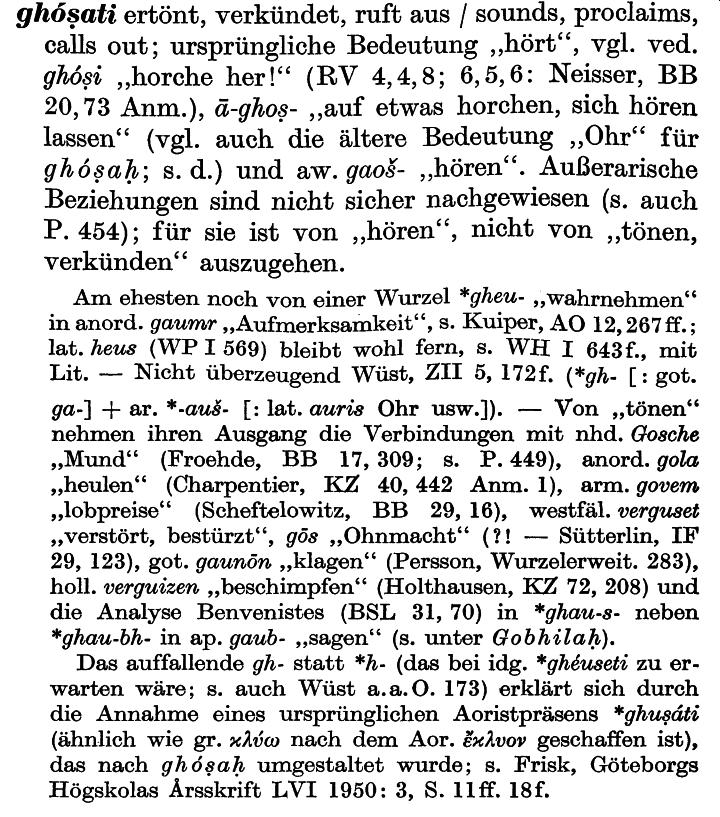 ghóṣati ertönt, verkündet, ruft aus / sounds, proclaims,
calls out; ursprüngliche Bedeutung „hört“, vgl. ved.
ghóṣi „horche her!“ (RV 4,4,8; 6,5,6: Neisser, BB
20,73 Anm.), ā-ghoṣ- „auf etwas horchen, sich hören
lassen“ (vgl. auch die ältere Bedeutung „Ohr“ für
ghóṣaḥ; s. d.) und aw. gaoš- „hören“. Außerarische
Beziehungen sind nicht sicher nachgewiesen (s. auch
P. 454); für sie ist von „hören“, nicht von „tönen,
verkünden“ auszugehen.
Am ehesten noch von einer Wurzel *gheu- „wahrnehmen“
in anord. gaumr „Aufmerksamkeit“, s. Kuiper, AO 12,267ff.;
lat. heus (WP I 569) bleibt wohl fern, s. WH I 643f., mit
Lit. — Nicht überzeugend Wüst, ZII 5, 172f. (*gh- [: got.
ga-] + ar. *-auš- [: lat. auris Ohr usw.]). — Von „tönen“
nehmen ihren Ausgang die Verbindungen mit nhd. Gosche
„Mund“ (Froehde, BB 17, 309; s. P. 449), anord. gola
„heulen“ (Charpentier, KZ 40, 442 Anm. 1), arm. govem
„lobpreise“ (Scheftelowitz, BB 29, 16), westfäl. verguset
„verstört, bestürzt“, gōs „Ohnmacht“ (?! — Sütterlin, IF
29, 123), got. gaunōn „klagen“ (Persson, Wurzelerweit. 283),
holl. verguizen „beschimpfen“ (Holthausen, KZ 72, 208) und
die Analyse Benvenistes (BSL 31, 70) in *ghau-s- neben
*ghau-bh- in ap. gaub- „sagen“ (s. unter Gobhilaḥ).
Das auffallende gh- statt *h- (das bei idg. *ghéuseti zu er-
warten wäre; s. auch Wüst a.a.O. 173) erklärt sich durch
die Annahme eines ursprünglichen Aoristpräsens *ghuṣáti
(ähnlich wie gr. κλύω nach dem Aor. ἔκλυον geschaffen ist),
das nach ghóṣaḥ umgestaltet wurde; s. Frisk, Göteborgs
Högskolas Årsskrift LVI 1950: 3, S. 11ff. 18f.